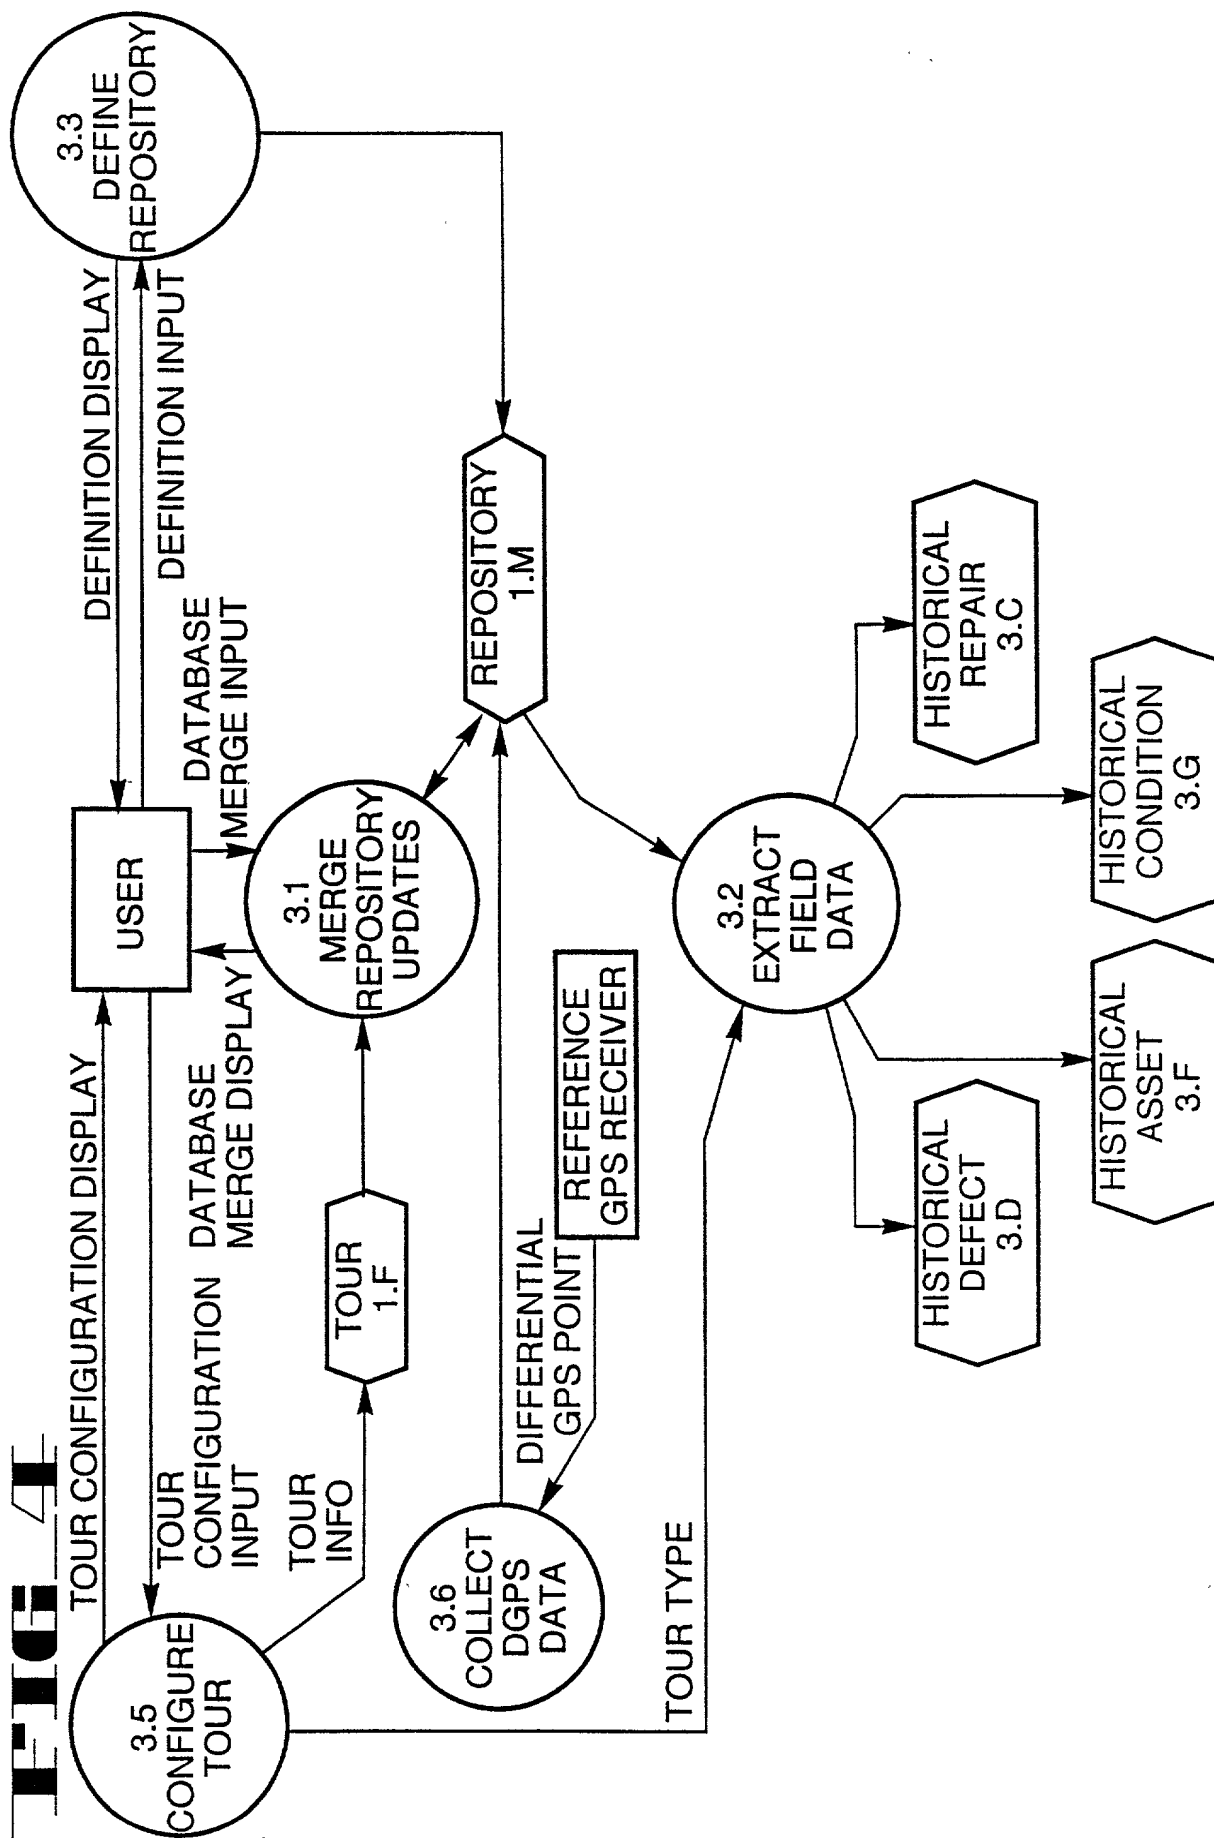 FIG_4
TOUR CONFIGURATION DISPLAY
DEFINITION DISPLAY
3.5
CONFIGURE
TOUR
TOUR
CONFIGURATION
INPUT
USER
DEFINITION INPUT
3.3
DEFINE
REPOSITORY
DATABASE
MERGE DISPLAY
DATABASE
MERGE INPUT
TOUR
INFO
TOUR
1.F
3.1
MERGE
REPOSITORY
UPDATES
REPOSITORY
1.M
3.6
COLLECT
DGPS
DATA
DIFFERENTIAL
GPS POINT
REFERENCE
GPS RECEIVER
TOUR TYPE
3.2
EXTRACT
FIELD
DATA
HISTORICAL
DEFECT
3.D
HISTORICAL
REPAIR
3.C
HISTORICAL
ASSET
3.F
HISTORICAL
CONDITION
3.G